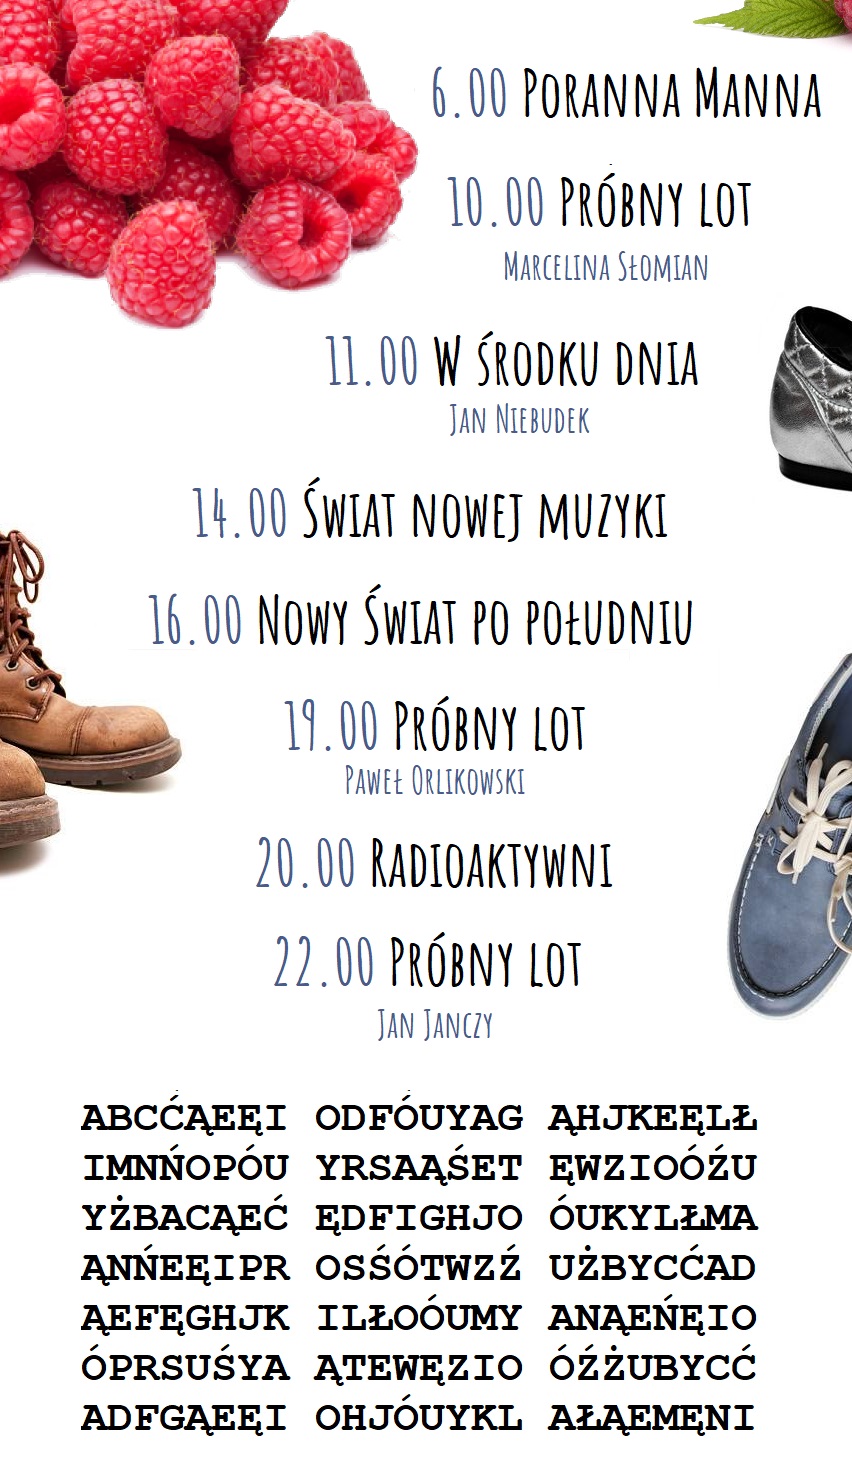 6.00 Poranna Manna
10.00 Próbny lot
Marcelina Słomian
11.00 W środku dnia
Jan Niebudek
14.00 Świat nowej muzyki
16.00 Nowy Świat po południu
19.00 Próbny lot
Paweł Orlikowski
20.00 Radioaktywni
22.00 Próbny lot
Jan Janczy
ABCĆĄEĘI ODFÓUYAG ĄHJKEĘLŁ
IMNŃOPÓU YRSAĄŚET ĘWZIOÓŹU
YŻBACĄEĆ ĘDFIGHJO ÓUKYLŁMA
ĄNŃEĘIPR OSŚÓTWZŹ UŻBYCĆAD
ĄEFĘGHJK ILŁOÓUMY ANĄEŃĘIO
ÓPRSUŚYA ĄTEWĘZIO ÓŹŻUBYCĆ
ADFGĄEĘI OHJÓUYKL AŁĄEMĘNI